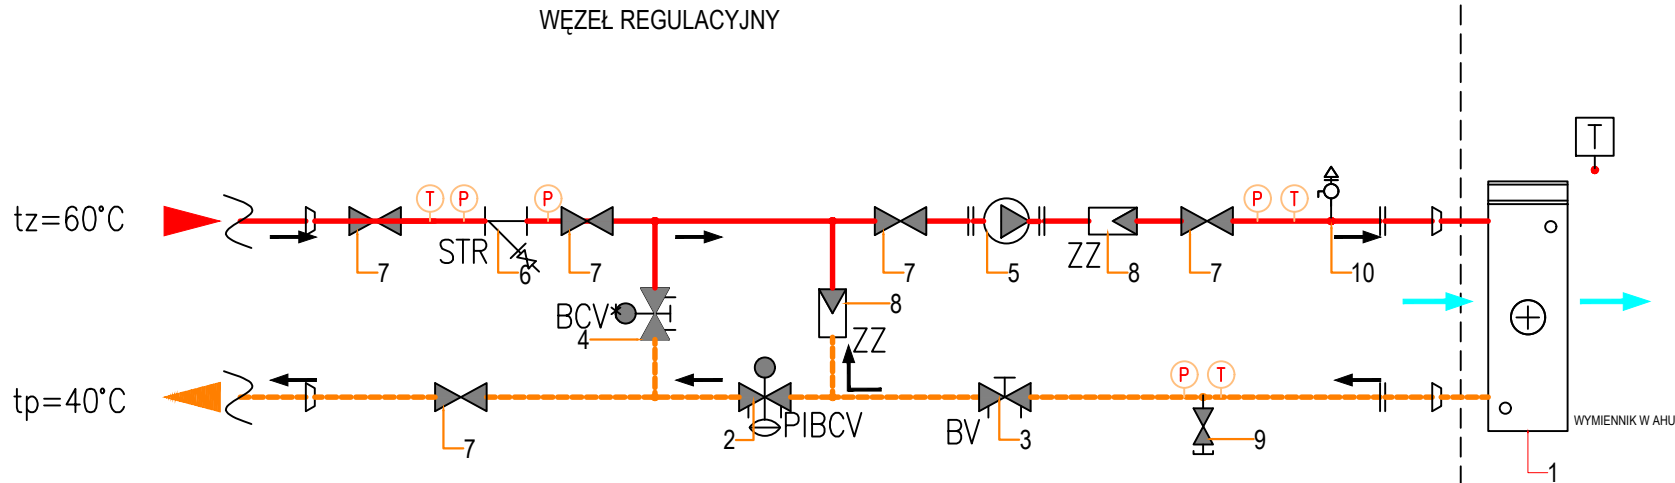 WĘZEŁ REGULACYJNY
T
tz=60°C
T P P P T
STR
6
7
7
7
5
ZZ
8
7
10
8
BCV
4
ZZ
tp=40°C
P T
2
PIBCV
BV
3
9
7
WYMIENNIK W AHU
1